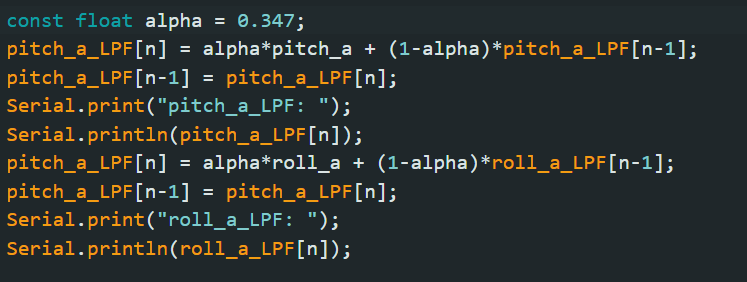 const float alpha = 0.347;
pitch_a_LPF[n] = alpha*pitch_a + (1-alpha)*pitch_a_LPF[n-1];
pitch_a_LPF[n-1] = pitch_a_LPF[n];
Serial.print("pitch_a_LPF: ");
Serial.println(pitch_a_LPF[n]);
pitch_a_LPF[n] = alpha*roll_a + (1-alpha)*roll_a_LPF[n-1];
pitch_a_LPF[n-1] = pitch_a_LPF[n];
Serial.print("roll_a_LPF: ");
Serial.println(roll_a_LPF[n]);